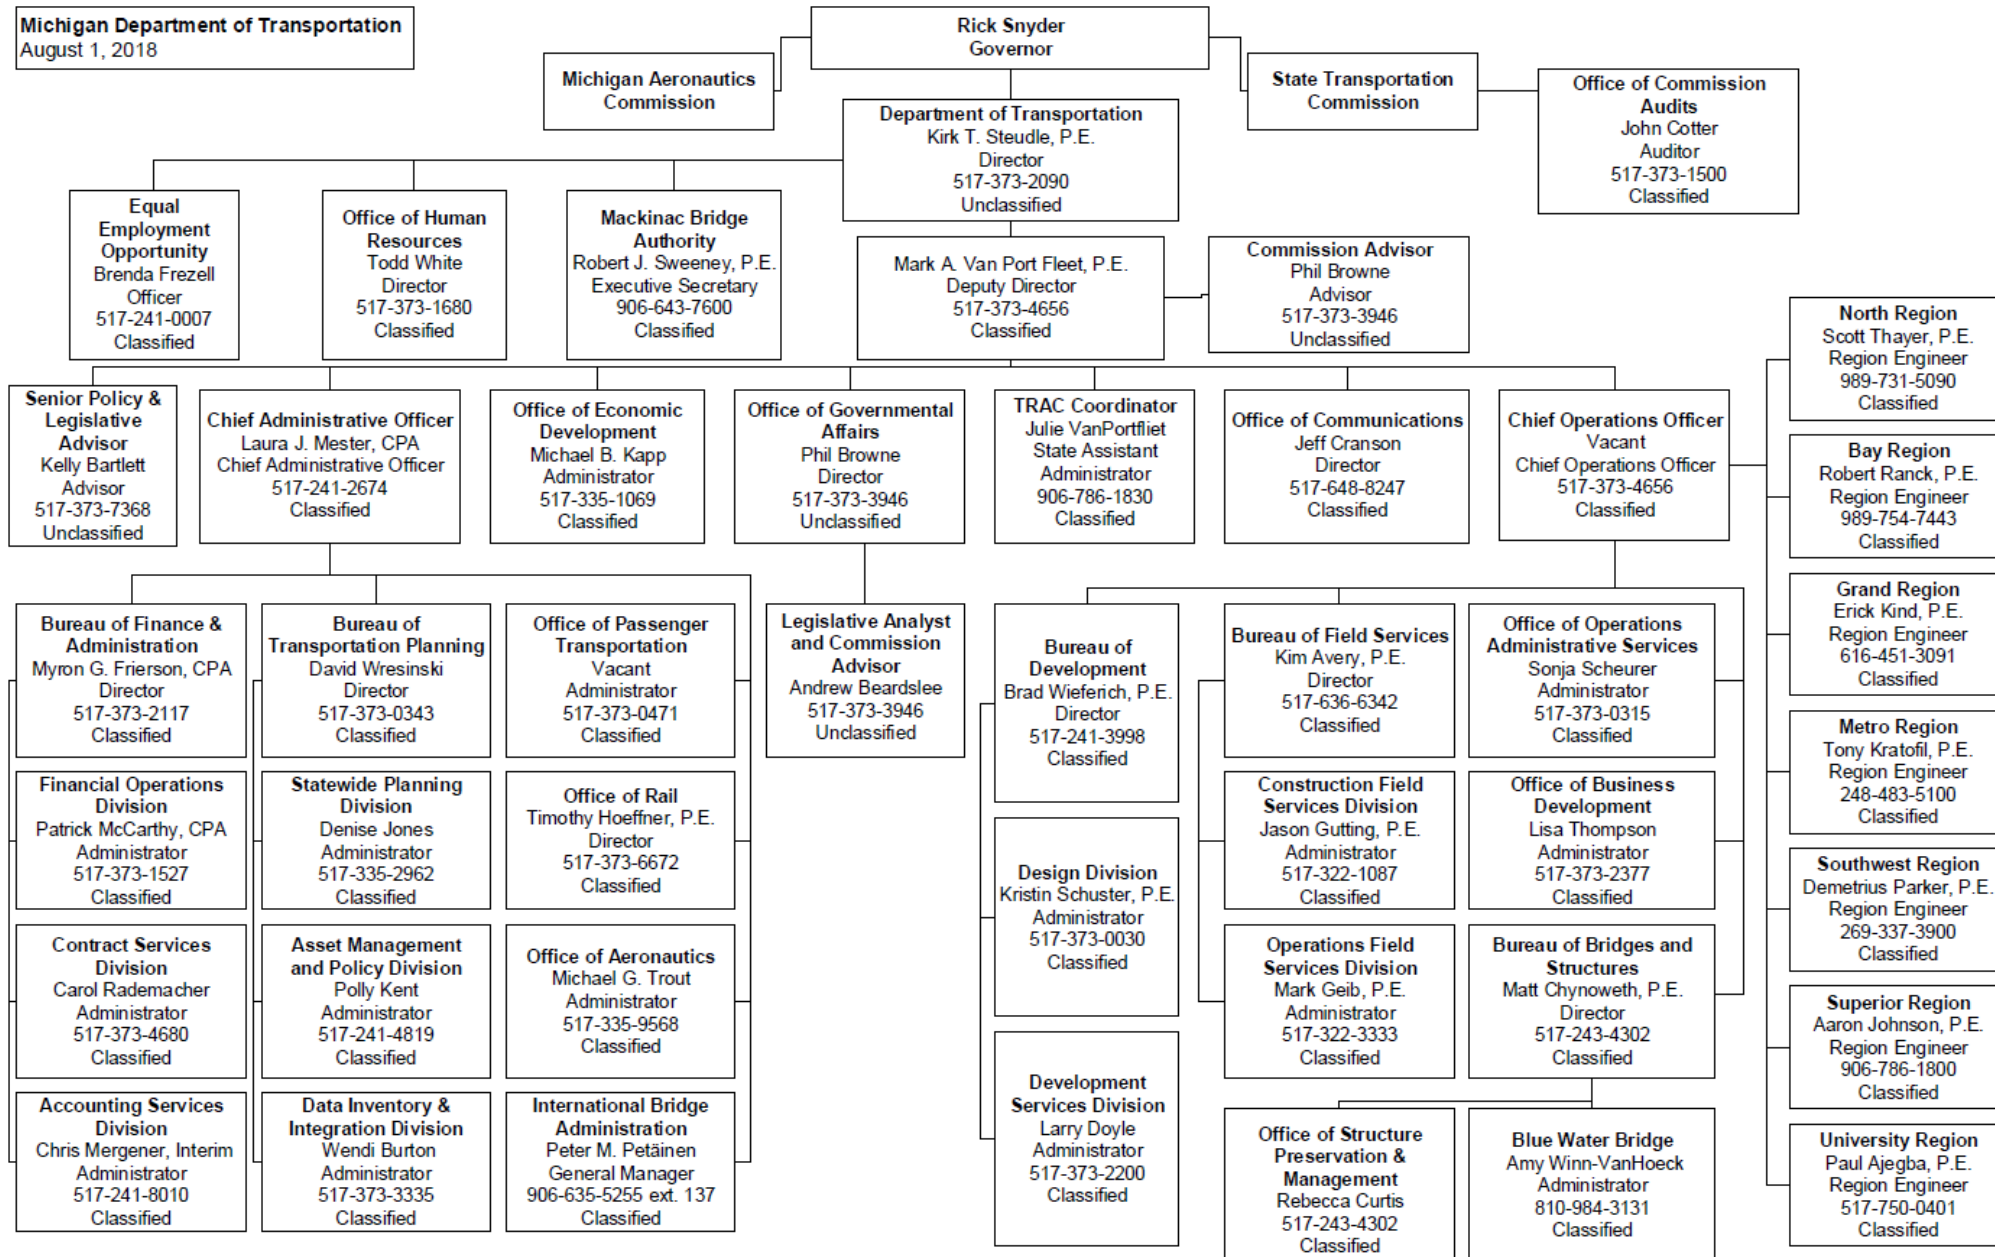 Michigan Department of Transportation
August 1, 2018
Rick Snyder
Governor
Michigan Aeronautics
Commission
State Transportation
Commission
Office of Commission
Audits
John Cotter
Auditor
517-373-1500
Classified
Department of Transportation
Kirk T. Steudle, P.E.
Director
517-373-2090
Unclassified
Equal
Employment
Opportunity
Brenda Frezell
Officer
517-241-0007
Classified
Office of Human
Resources
Todd White
Director
517-373-1680
Classified
Mackinac Bridge
Authority
Robert J. Sweeney, P.E.
Executive Secretary
906-643-7600
Classified
Mark A. Van Port Fleet, P.E.
Deputy Director
517-373-4656
Classified
Commission Advisor
Phil Browne
Advisor
517-373-3946
Unclassified
Senior Policy &
Legislative
Advisor
Kelly Bartlett
Advisor
517-373-7368
Unclassified
Chief Administrative Officer
Laura J. Mester, CPA
Chief Administrative Officer
517-241-2674
Classified
Office of Economic
Development
Michael B. Kapp
Administrator
517-335-1069
Classified
Office of Governmental
Affairs
Phil Browne
Director
517-373-3946
Unclassified
TRAC Coordinator
Julie VanPortfliet
State Assistant
Administrator
906-786-1830
Classified
Office of Communications
Jeff Cranson
Director
517-648-8247
Classified
Chief Operations Officer
Vacant
Chief Operations Officer
517-373-4656
Classified
North Region
Scott Thayer, P.E.
Region Engineer
989-731-5090
Classified
Bay Region
Robert Ranck, P.E.
Region Engineer
989-754-7443
Classified
Grand Region
Erick Kind, P.E.
Region Engineer
616-451-3091
Classified
Metro Region
Tony Kratofil, P.E.
Region Engineer
248-483-5100
Classified
Southwest Region
Demetrius Parker, P.E.
Region Engineer
269-337-3900
Classified
Superior Region
Aaron Johnson, P.E.
Region Engineer
906-786-1800
Classified
University Region
Paul Ajegba, P.E.
Region Engineer
517-750-0401
Classified
Bureau of Finance &
Administration
Myron G. Frierson, CPA
Director
517-373-2117
Classified
Financial Operations
Division
Patrick McCarthy, CPA
Administrator
517-373-1527
Classified
Contract Services
Division
Carol Rademacher
Administrator
517-373-4680
Classified
Accounting Services
Division
Chris Mergener, Interim
Administrator
517-241-8010
Classified
Bureau of
Transportation Planning
David Wresinski
Director
517-373-0343
Classified
Statewide Planning
Division
Denise Jones
Administrator
517-335-2962
Classified
Asset Management
and Policy Division
Polly Kent
Administrator
517-241-4819
Classified
Data Inventory &
Integration Division
Wendi Burton
Administrator
517-373-3335
Classified
Office of Passenger
Transportation
Vacant
Administrator
517-373-0471
Classified
Office of Rail
Timothy Hoeffner, P.E.
Director
517-373-6672
Classified
Office of Aeronautics
Michael G. Trout
Administrator
517-335-9568
Classified
International Bridge
Administration
Peter M. Petäinen
General Manager
906-635-5255 ext. 137
Classified
Legislative Analyst
and Commission
Advisor
Andrew Beardslee
517-373-3946
Unclassified
Bureau of
Development
Brad Wieferich, P.E.
Director
517-241-3998
Classified
Design Division
Kristin Schuster, P.E.
Administrator
517-373-0030
Classified
Development
Services Division
Larry Doyle
Administrator
517-373-2200
Classified
Bureau of Field Services
Kim Avery, P.E.
Director
517-636-6342
Classified
Construction Field
Services Division
Jason Gutting, P.E.
Administrator
517-322-1087
Classified
Operations Field
Services Division
Mark Geib, P.E.
Administrator
517-322-3333
Classified
Office of Operations
Administrative Services
Sonja Scheurer
Administrator
517-373-0315
Classified
Office of Business
Development
Lisa Thompson
Administrator
517-373-2377
Classified
Bureau of Bridges and
Structures
Matt Chynoweth, P.E.
Director
517-243-4302
Classified
Office of Structure
Preservation &
Management
Rebecca Curtis
517-243-4302
Classified
Blue Water Bridge
Amy Winn-VanHoeck
Administrator
810-984-3131
Classified